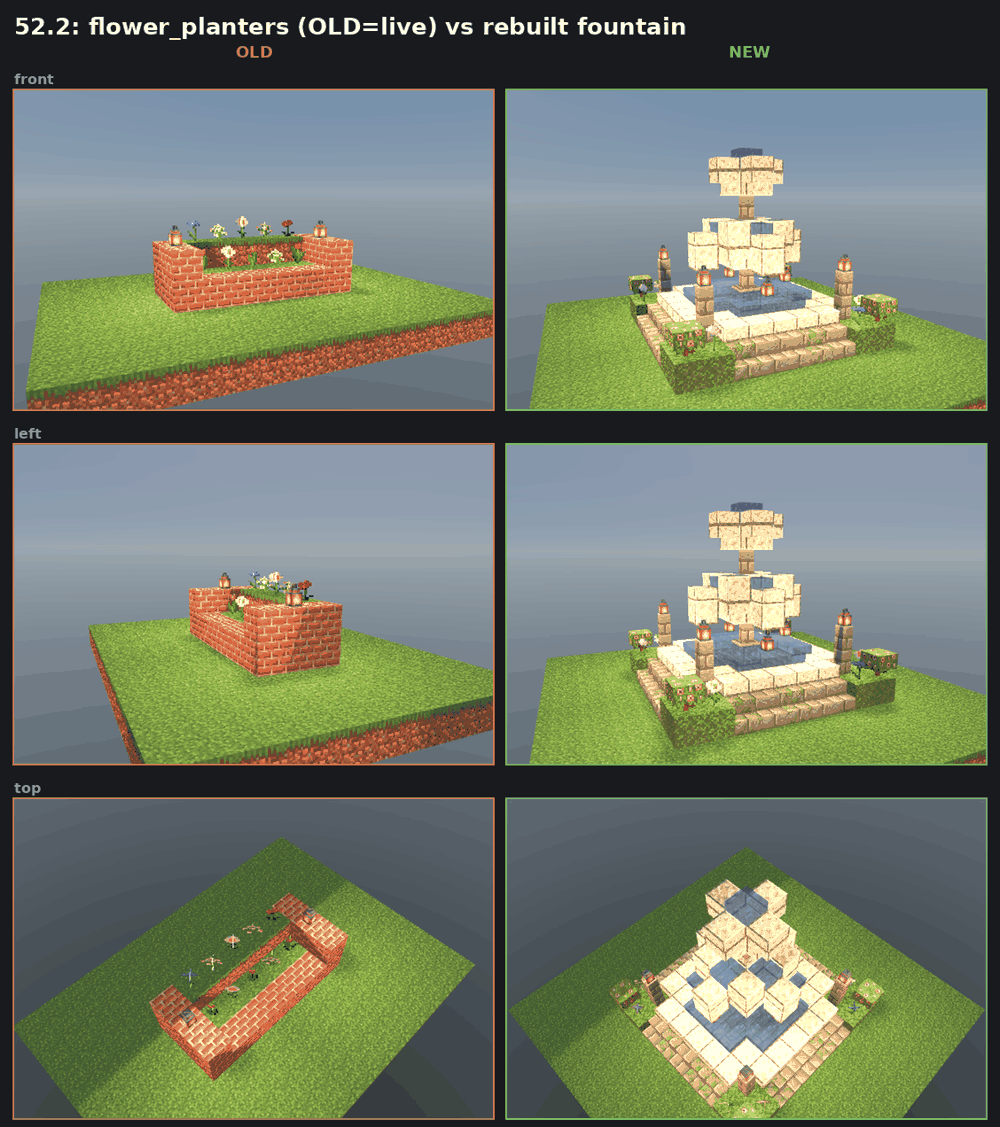 52.2: flower_planters (OLD=live) vs rebuilt fountain
OLD
NEW
front
left
top